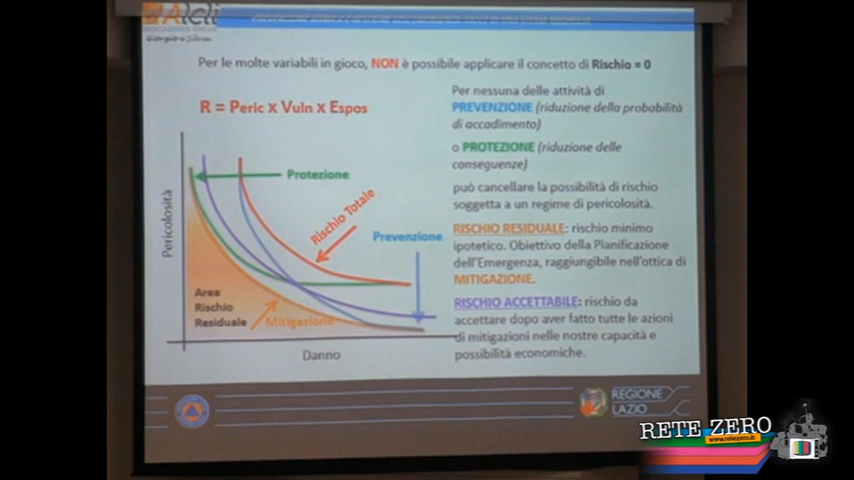 Per le molte variabili in gioco, NON è possibile applicare il concetto di Rischio = 0
R = Peric x Vuln x Espos
Pericolosità
Protezione
Rischio Totale
Prevenzione
Area
Rischio
Residuale
Mitigazione
Danno
Per nessuna delle attività di
PREVENZIONE (riduzione della probabilità
di accadimento)
o PROTEZIONE (riduzione delle
conseguenze)
può cancellare la possibilità di rischio
soggetta a un regime di pericolosità.
RISCHIO RESIDUALE: rischio minimo
ipotetico. Obiettivo della Pianificazione
dell'Emergenza, raggiungibile nell'ottica di
MITIGAZIONE.
RISCHIO ACCETTABILE: rischio da
accettare dopo aver fatto tutte le azioni
di mitigazioni nelle nostre capacità e
possibilità economiche.
REGIONE
LAZIO
RETE ZERO
www.retezero.it